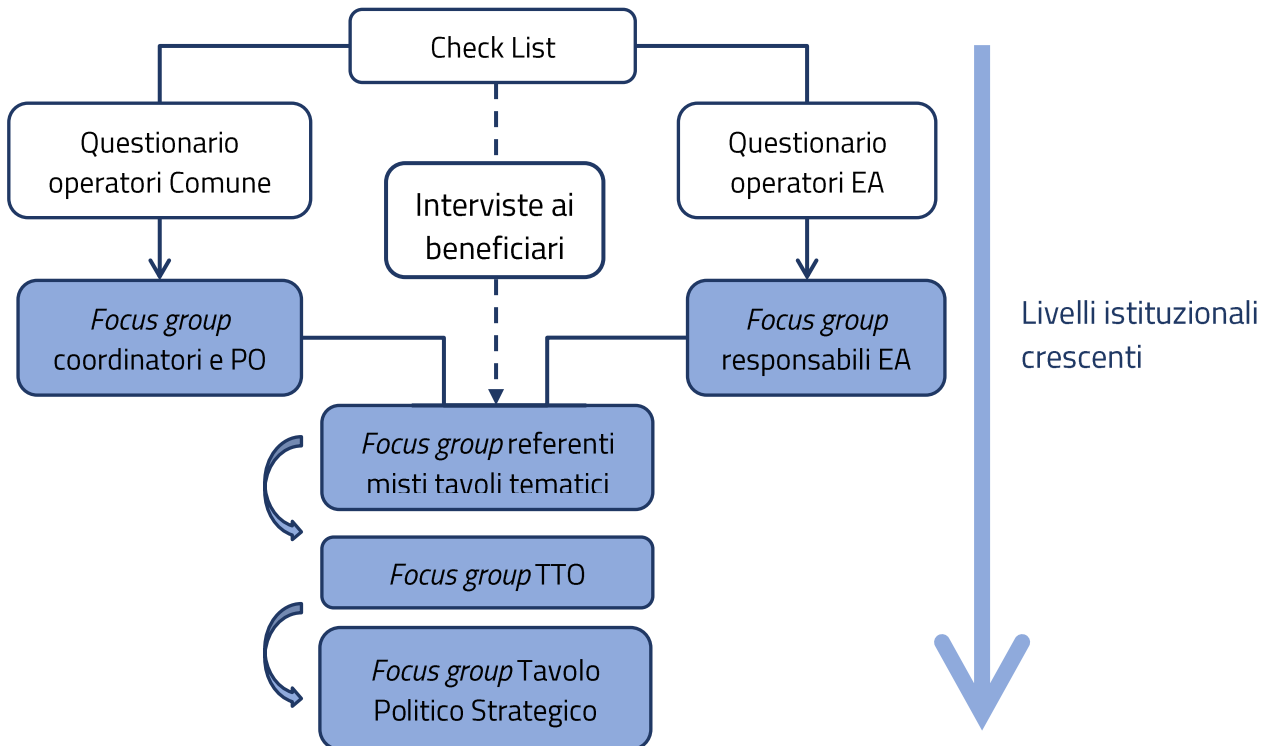 Check List
Questionario
operatori Comune
Questionario
operatori EA
Interviste ai
beneficiari
Focus group
coordinatori e PO
Focus group
responsabili EA
Livelli istituzionali
crescenti
Focus group referenti
misti tavoli tematici
Focus group TTO
Focus group Tavolo
Politico Strategico